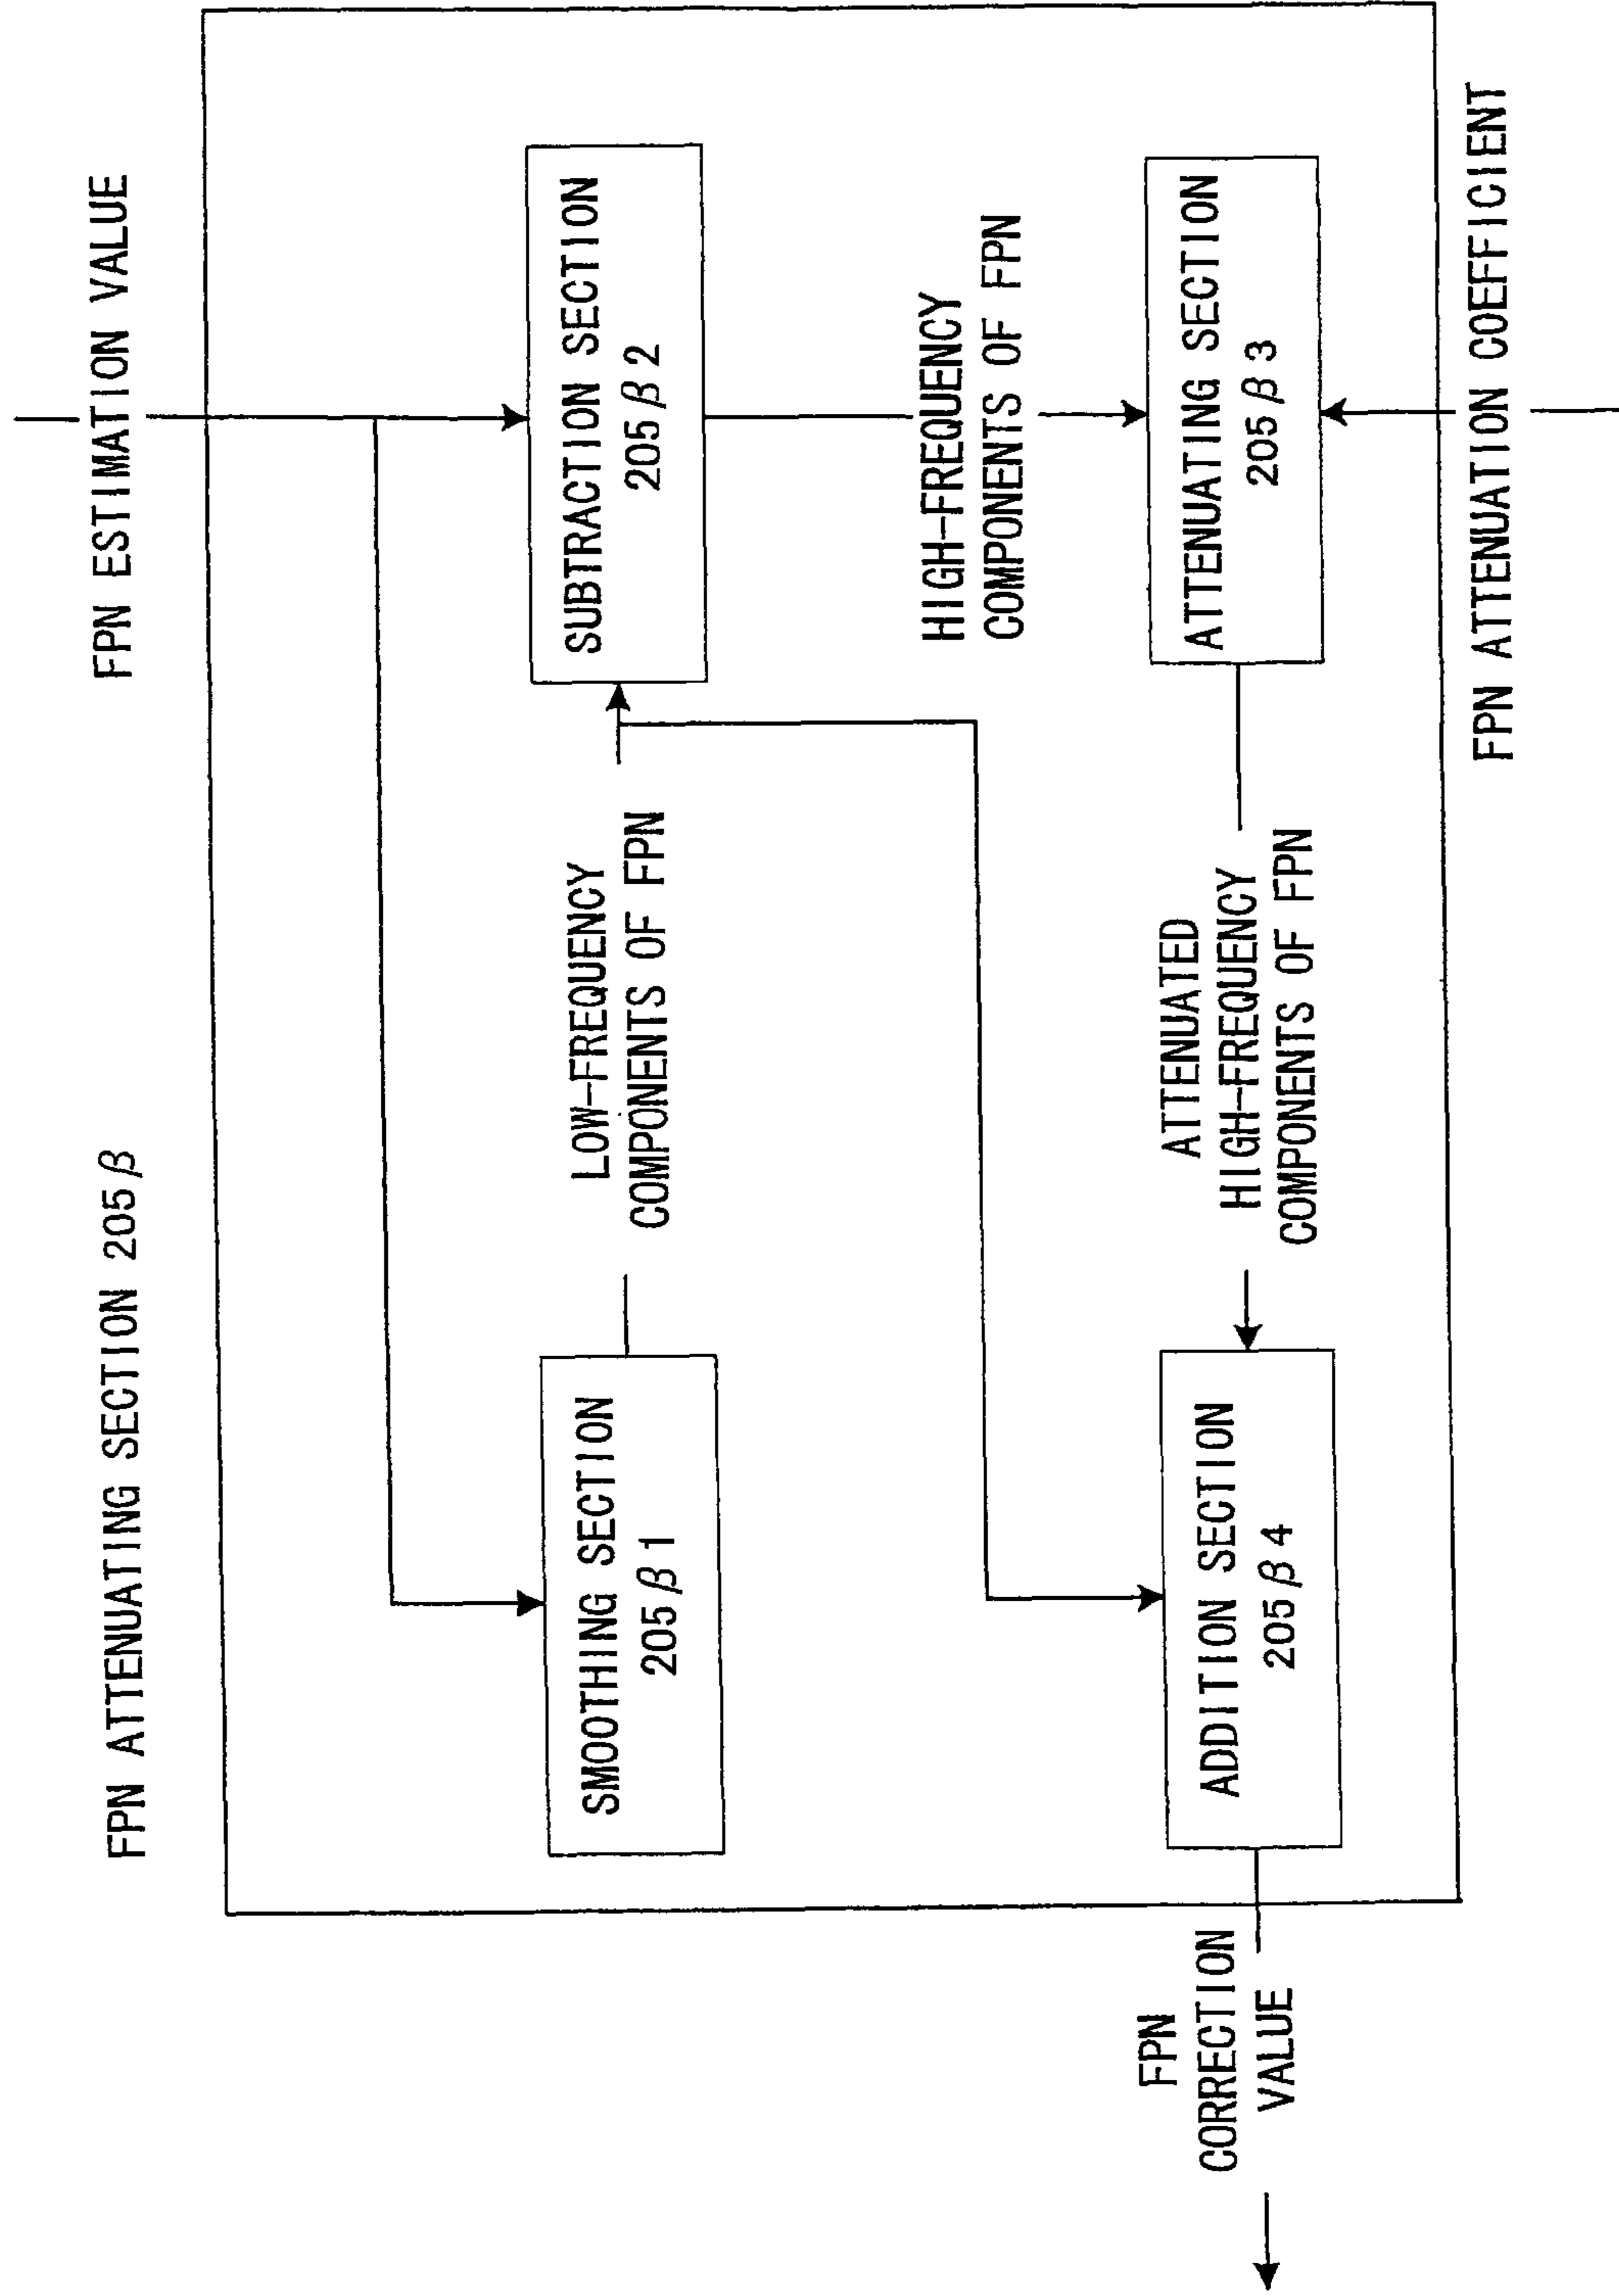 FPN ATTENUATING SECTION 205β
FPN ESTIMATION VALUE
SMOOTHING SECTION
205β1
LOW-FREQUENCY
COMPONENTS OF FPN
SUBTRACTION SECTION
205β2
HIGH-FREQUENCY
COMPONENTS OF FPN
FPN
CORRECTION
VALUE
ADDITION SECTION
205β4
ATTENUATED
HIGH-FREQUENCY
COMPONENTS OF FPN
ATTENUATING SECTION
205β3
FPN ATTENUATION COEFFICIENT